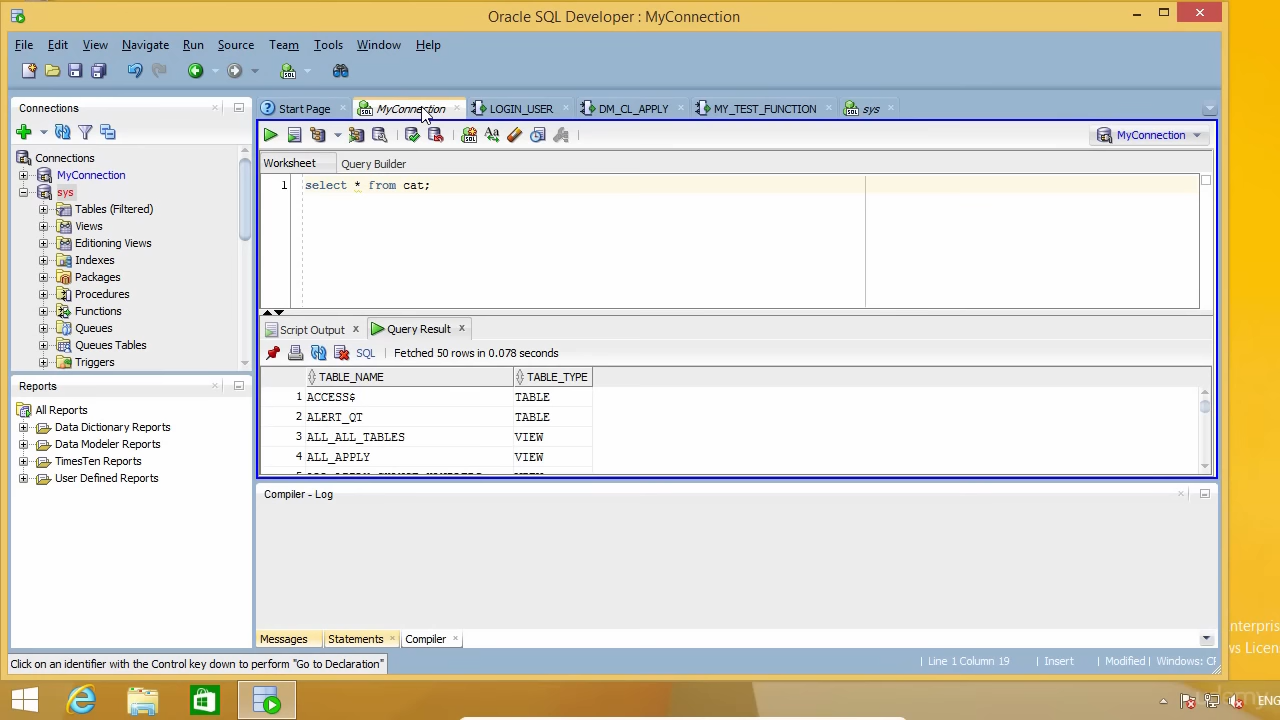 Oracle SQL Developer : MyConnection
File Edit View Navigate Run Source Team Tools Window Help
Connections
Start Page MyConnection LOGIN_USER DM_CL_APPLY MY_TEST_FUNCTION sys
MyConnection
Worksheet Query Builder
1 select * from cat;
Connections
MyConnection
sys
Tables (Filtered)
Views
Editioning Views
Indexes
Packages
Procedures
Functions
Queues
Queues Tables
Triggers
Script Output Query Result
SQL Fetched 50 rows in 0.078 seconds
TABLE_NAME TABLE_TYPE
1 ACCESS$ TABLE
2 ALERT_QT TABLE
3 ALL_ALL_TABLES VIEW
4 ALL_APPLY VIEW
Reports
All Reports
Data Dictionary Reports
Data Modeler Reports
TimesTen Reports
User Defined Reports
Compiler - Log
Messages Statements Compiler
Click on an identifier with the Control key down to perform "Go to Declaration"
Line 1 Column 19 Insert Modified Windows: CF
nterpris
vs Licen
ENG